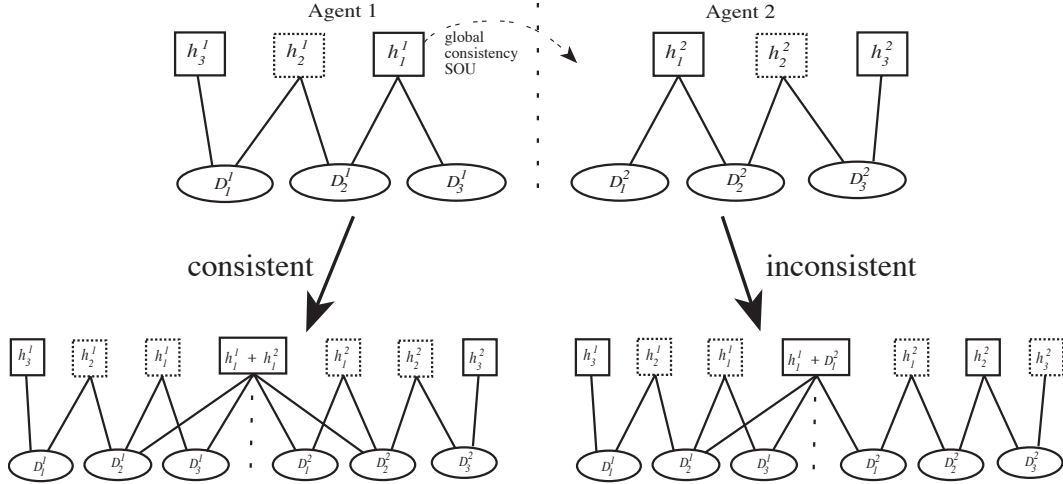 Agent 1
Agent 2
h_3^1
h_2^1
h_1^1
global
consistency
SOU
h_1^2
h_2^2
h_3^2
D_1^1
D_2^1
D_3^1
D_1^2
D_2^2
D_3^2
consistent
inconsistent
h_3^1
h_2^1
h_1^1
h_1^1 + h_1^2
h_1^2
h_2^2
h_3^2
h_3^1
h_2^1
h_1^1
h_1^1 + D_1^2
h_1^2
h_2^2
h_3^2
D_1^1
D_2^1
D_3^1
D_1^2
D_2^2
D_3^2
D_1^1
D_2^1
D_3^1
D_1^2
D_2^2
D_3^2